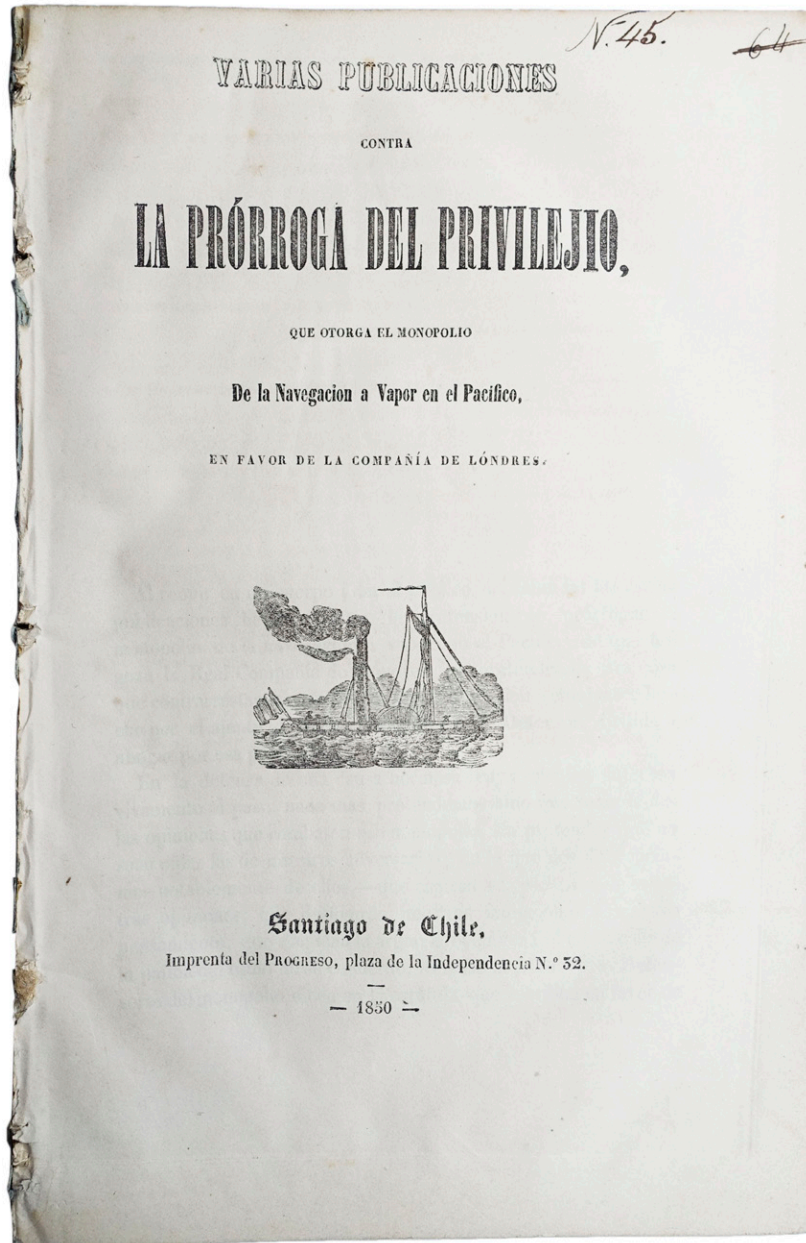 N. 45. 64
VARIAS PUBLICACIONES
CONTRA
LA PRÓRROGA DEL PRIVILEJIO,
QUE OTORGA EL MONOPOLIO
De la Navegacion a Vapor en el Pacífico,
EN FAVOR DE LA COMPAÑÍA DE LÓNDRES.
Santiago de Chile,
Imprenta del PROGRESO, plaza de la Independencia N.º 32.
— 1850 —